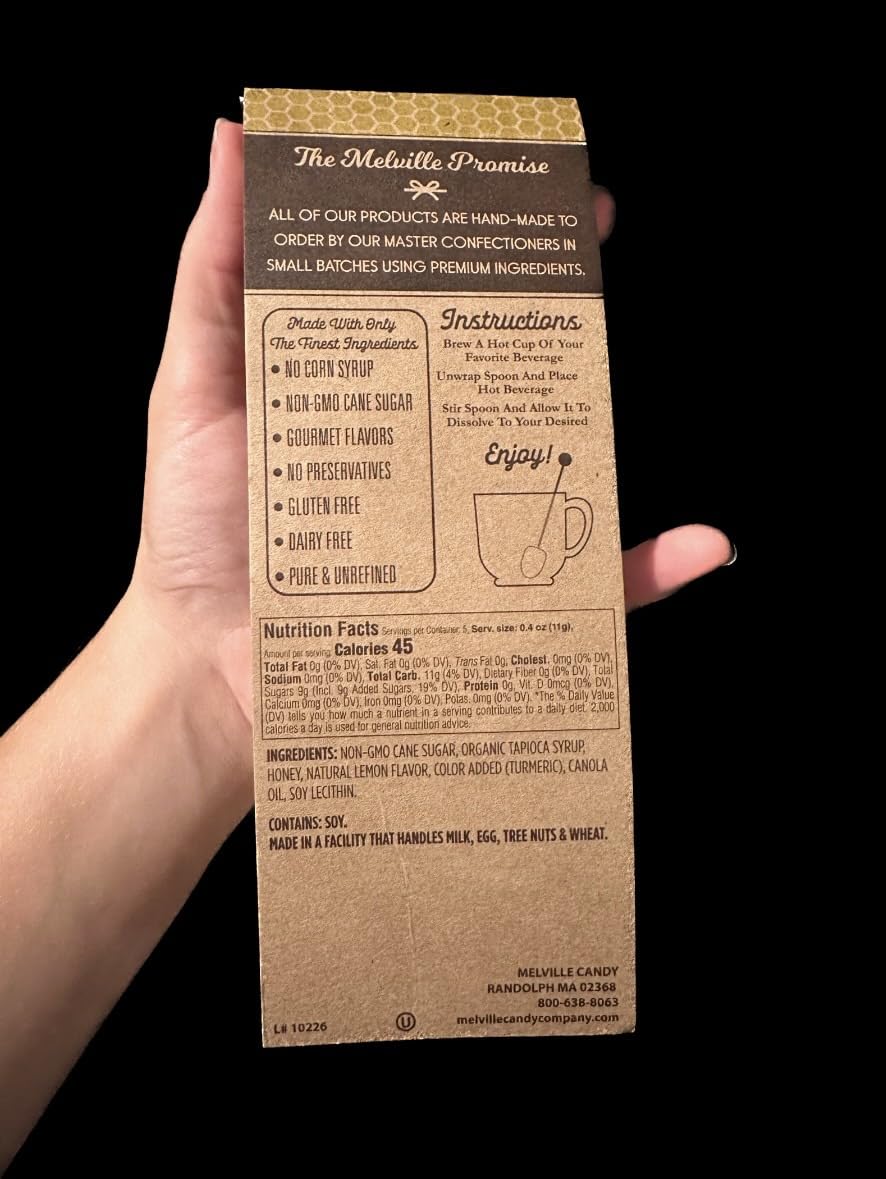 The Melville Promise
ALL OF OUR PRODUCTS ARE HAND-MADE TO
ORDER BY OUR MASTER CONFECTIONERS IN
SMALL BATCHES USING PREMIUM INGREDIENTS.
Made With Only
The Finest Ingredients
• NO CORN SYRUP
• NON-GMO CANE SUGAR
• GOURMET FLAVORS
• NO PRESERVATIVES
• GLUTEN FREE
• DAIRY FREE
• PURE & UNREFINED
Instructions
Brew A Hot Cup Of Your
Favorite Beverage
Unwrap Spoon And Place
Hot Beverage
Stir Spoon And Allow It To
Dissolve To Your Desired
Enjoy!
Nutrition Facts Servings per Container: 5, Serv. size: 0.4 oz (11g),
Amount per serving: Calories 45
Total Fat 0g (0% DV), Sat. Fat 0g (0% DV), Trans Fat 0g, Cholest. 0mg (0% DV),
Sodium 0mg (0% DV), Total Carb. 11g (4% DV), Dietary Fiber 0g (0% DV), Total
Sugars 9g (Incl. 9g Added Sugars, 19% DV), Protein 0g, Vit. D 0mcg (0% DV),
Calcium 0mg (0% DV), Iron 0mg (0% DV), Potas. 0mg (0% DV). *The % Daily Value
(DV) tells you how much a nutrient in a serving contributes to a daily diet. 2,000
calories a day is used for general nutrition advice.
INGREDIENTS: NON-GMO CANE SUGAR, ORGANIC TAPIOCA SYRUP,
HONEY, NATURAL LEMON FLAVOR, COLOR ADDED (TURMERIC), CANOLA
OIL, SOY LECITHIN.
CONTAINS: SOY.
MADE IN A FACILITY THAT HANDLES MILK, EGG, TREE NUTS & WHEAT.
MELVILLE CANDY
RANDOLPH MA 02368
800-638-8063
melvillecandycompany.com
L# 10226
U